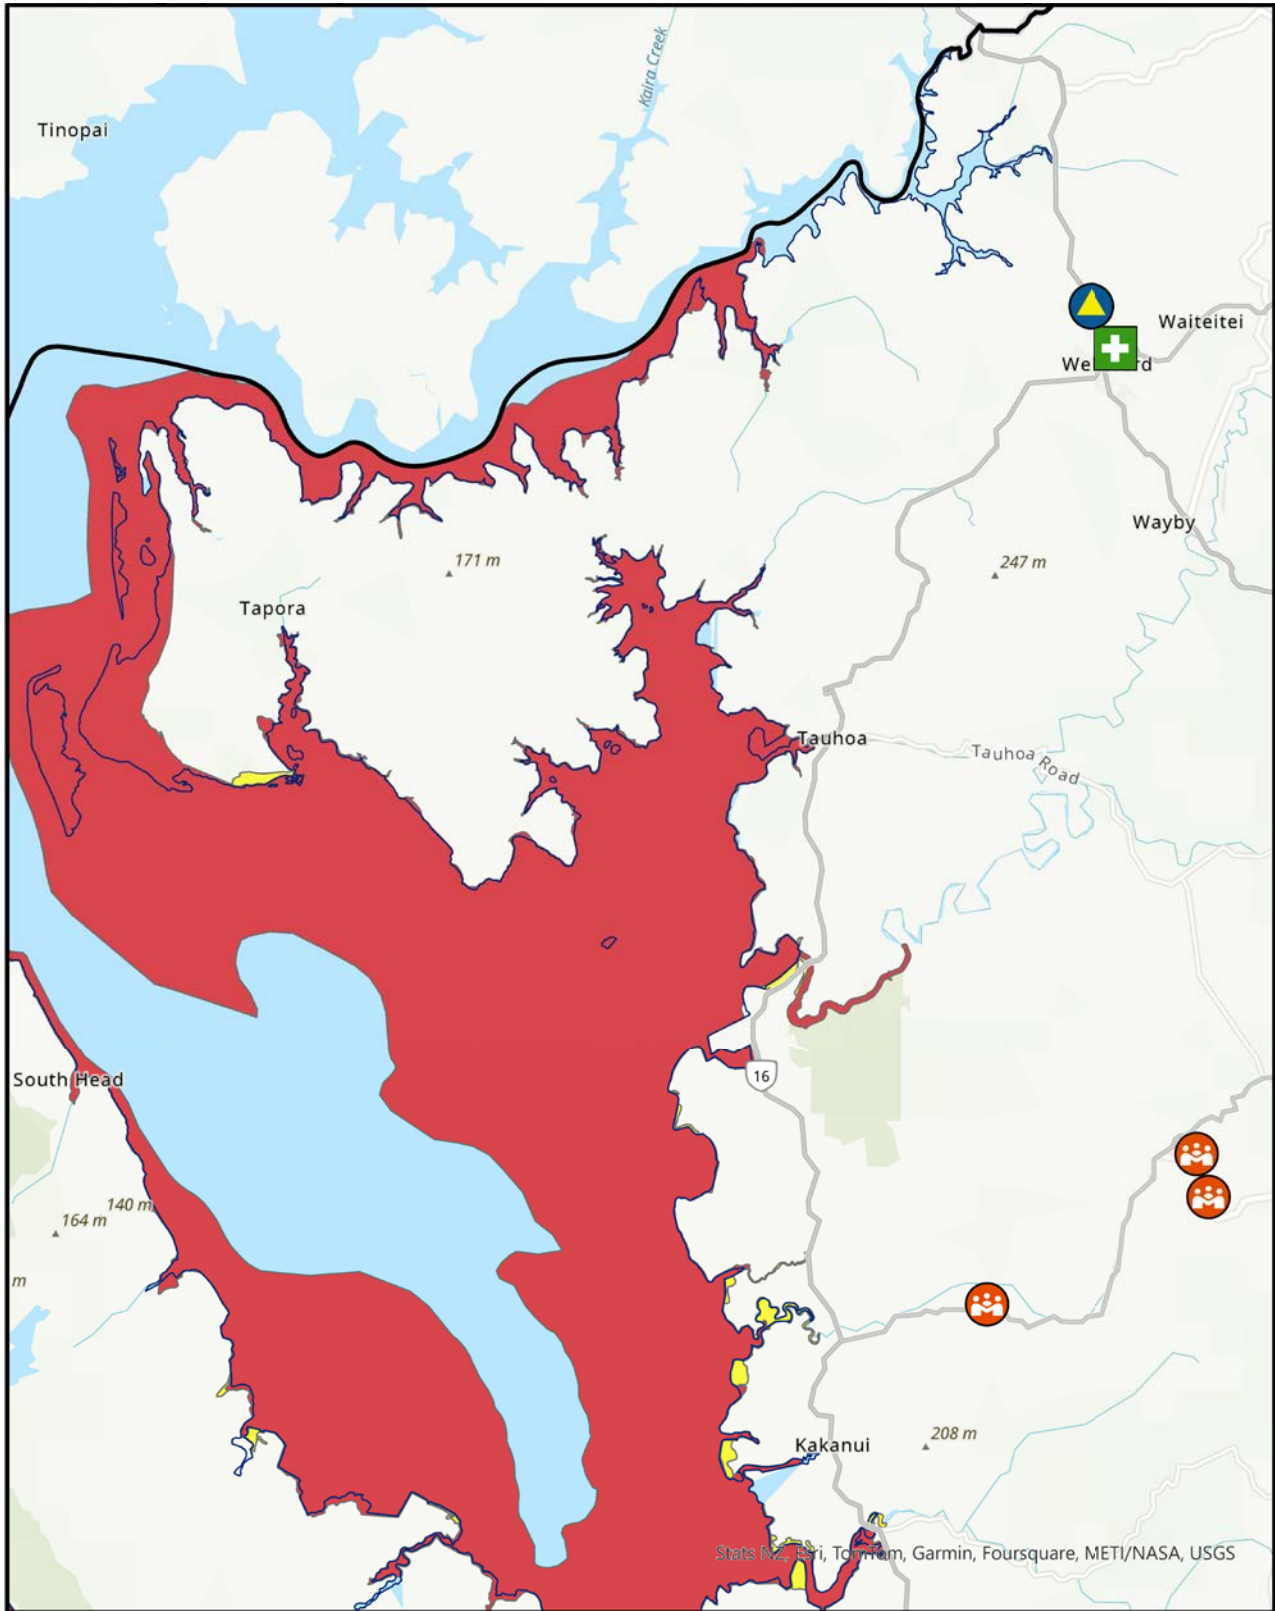 Kaira Creek
Tinopai
Waiteitei
Wayby
171 m
247 m
Tapora
Tauhoa
Tauhoa Road
16
South Head
140 m
164 m
m
Kakanui
208 m
Stats NZ, Esri, TomTom, Garmin, Foursquare, METI/NASA, USGS